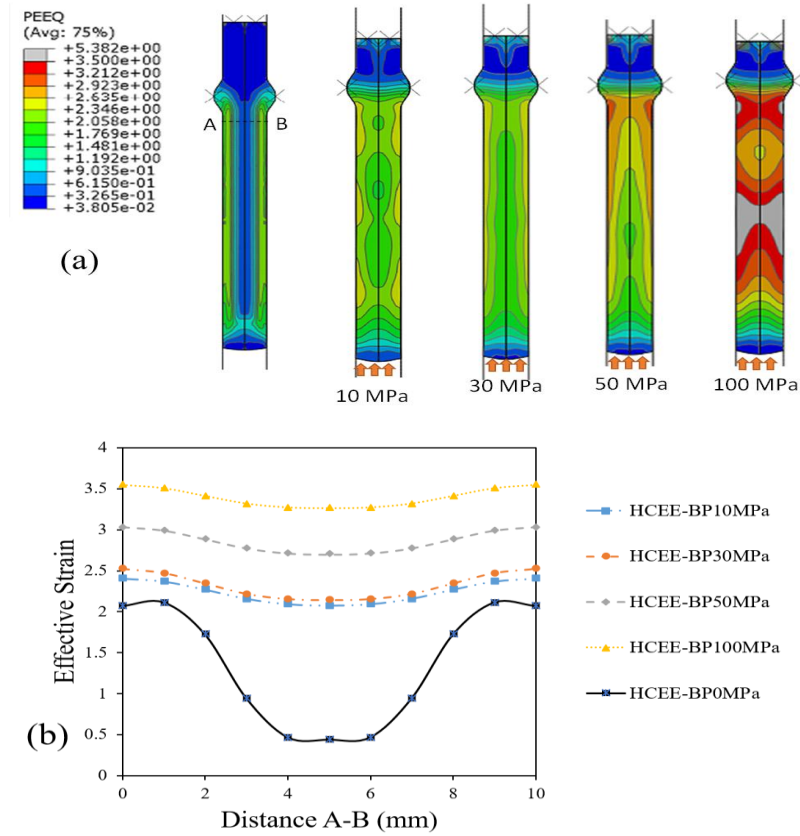 PEEQ
(Avg: 75%)
+5.382e+00
+3.500e+00
+3.212e+00
+2.923e+00
+2.635e+00
+2.346e+00
+2.058e+00
+1.769e+00
+1.481e+00
+1.192e+00
+9.035e-01
+6.150e-01
+3.265e-01
+3.805e-02
A B
(a)
10 MPa
30 MPa
50 MPa
100 MPa
4
3.5
3
2.5
2
1.5
1
0.5
0
Effective Strain
(b)
0 2 4 6 8 10
Distance A-B (mm)
HCEE-BP10MPa
HCEE-BP30MPa
HCEE-BP50MPa
HCEE-BP100MPa
HCEE-BP0MPa